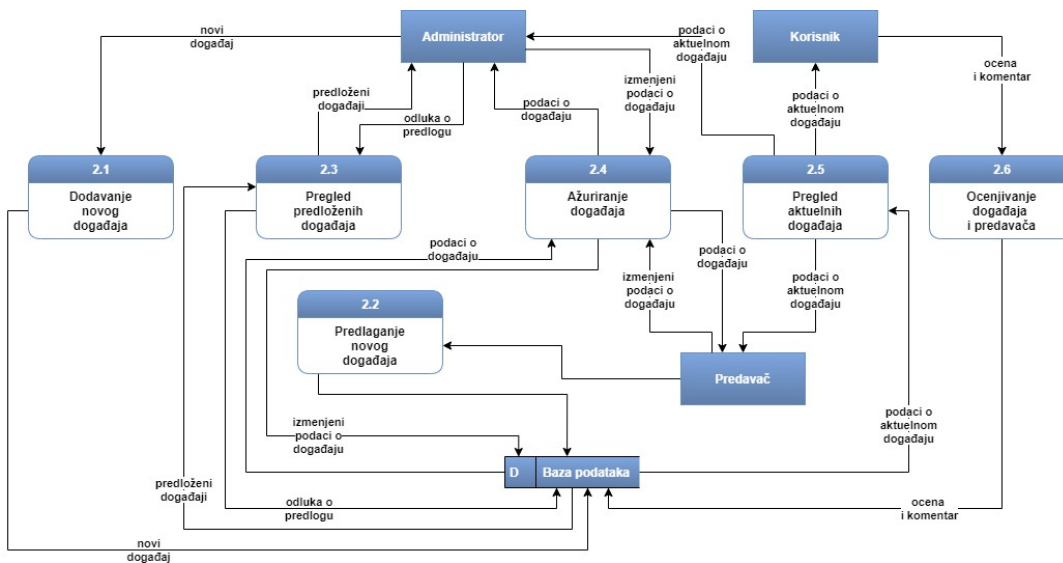 novi
događaj
Administrator
podaci o
aktuelnom
događaju
Korisnik
ocena
i komentar
predloženi
događaji
odluka o
predlogu
podaci o
događaju
izmenjeni
podaci o
događaju
podaci o
aktuelnom
događaju
2.1
Dodavanje
novog
događaja
2.3
Pregled
predloženih
događaja
2.4
Ažuriranje
događaja
2.5
Pregled
aktuelnih
događaja
2.6
Ocenjivanje
događaja
i predavača
podaci o
događaju
izmenjeni
podaci o
događaju
podaci o
događaju
podaci o
aktuelnom
događaju
2.2
Predlaganje
novog
događaja
Predavač
izmenjeni
podaci o
događaju
podaci o
aktuelnom
događaju
D
Baza podataka
predloženi
događaji
odluka o
predlogu
ocena
i komentar
novi
događaj